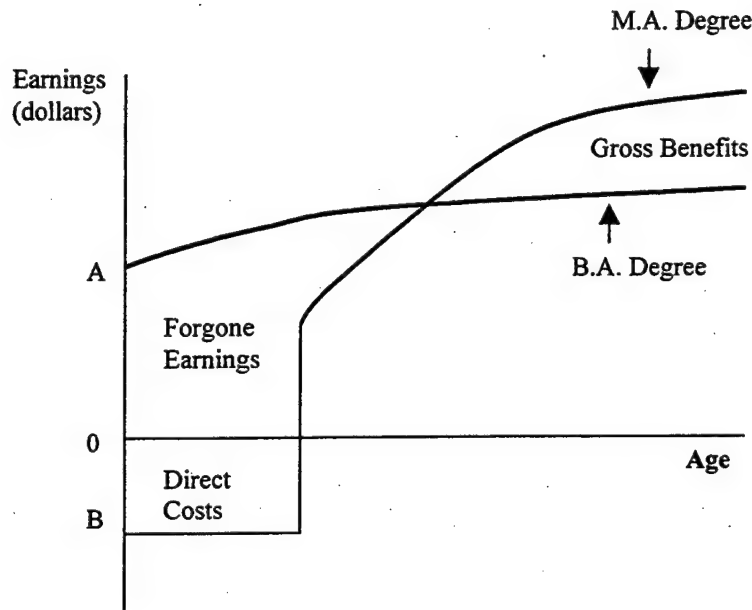 M.A. Degree
Earnings
(dollars)
Gross Benefits
A
B.A. Degree
Forgone
Earnings
0
Age
Direct
Costs
B